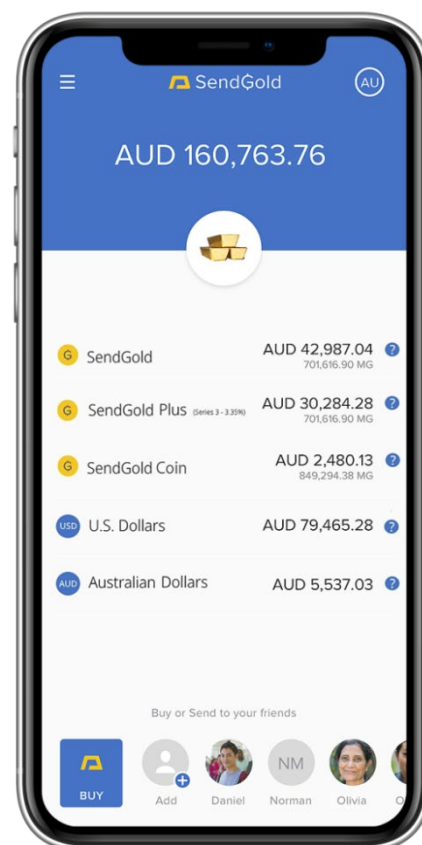 SendGold
AU
AUD 160,763.76
G SendGold AUD 42,987.04 ?
701,616.90 MG
G SendGold Plus (Series 3 - 3.35%) AUD 30,284.28 ?
701,616.90 MG
G SendGold Coin AUD 2,480.13 ?
849,294.38 MG
USD U.S. Dollars AUD 79,465.28 ?
AUD Australian Dollars AUD 5,537.03 ?
Buy or Send to your friends
NM
BUY Add Daniel Norman Olivia O